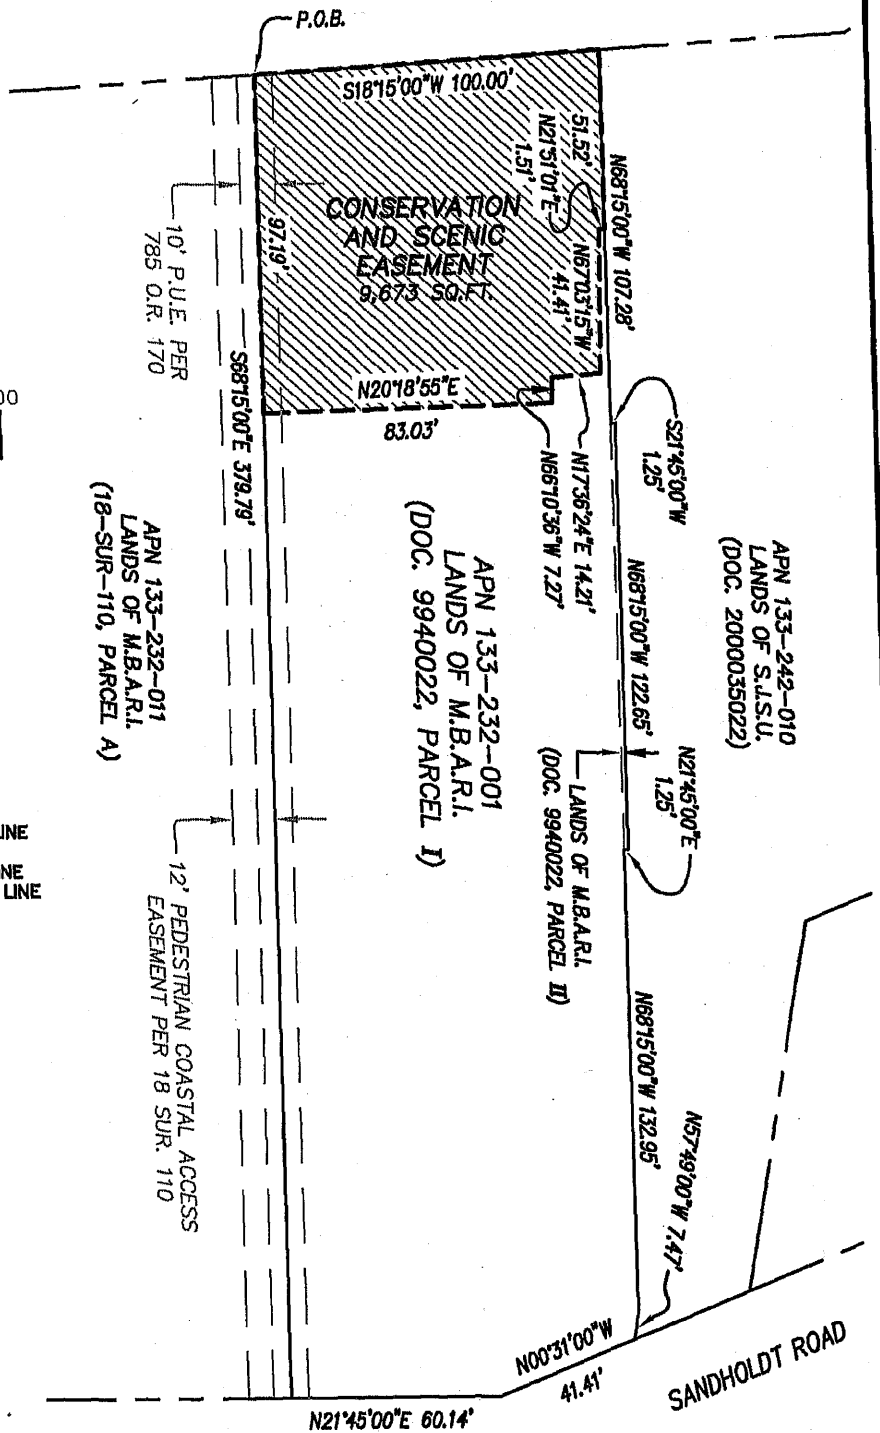 P.O.B.
S18°15'00"W 100.00'
51.52'
N21°51'01"E
1.51'
N68°15'00"W 107.28'
CONSERVATION
AND SCENIC
EASEMENT
9,673 SQ.FT.
97.19'
N67°03'15"W
41.41'
10' P.U.E. PER
785 O.R. 170
S68°15'00"E 379.79'
N20°18'55"E
83.03'
N66°10'36"W 7.27'
N17°36'24"E 14.21'
S21°45'00"W
1.25'
00
APN 133-232-011
LANDS OF M.B.A.R.I.
(18-SUR-110, PARCEL A)
APN 133-232-001
LANDS OF M.B.A.R.I.
(DOC. 9940022, PARCEL I)
N68°15'00"W 122.65'
APN 133-242-010
LANDS OF S.J.S.U.
(DOC. 2000035022)
N21°45'00"E
1.25'
LANDS OF M.B.A.R.I.
(DOC. 9940022, PARCEL II)
INE
NE
LINE
12' PEDESTRIAN COASTAL ACCESS
EASEMENT PER 18 SUR. 110
N68°15'00"W 132.95'
N57°49'00"W 7.47'
N00°31'00"W
41.41'
SANDHOLDT ROAD
N21°45'00"E 60.14'